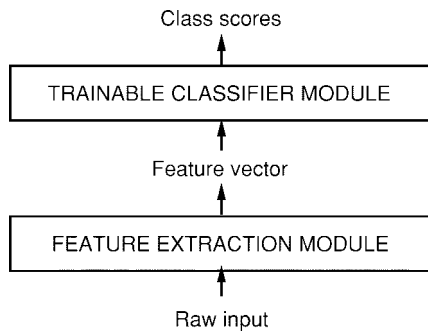 Class scores
TRAINABLE CLASSIFIER MODULE
Feature vector
FEATURE EXTRACTION MODULE
Raw input